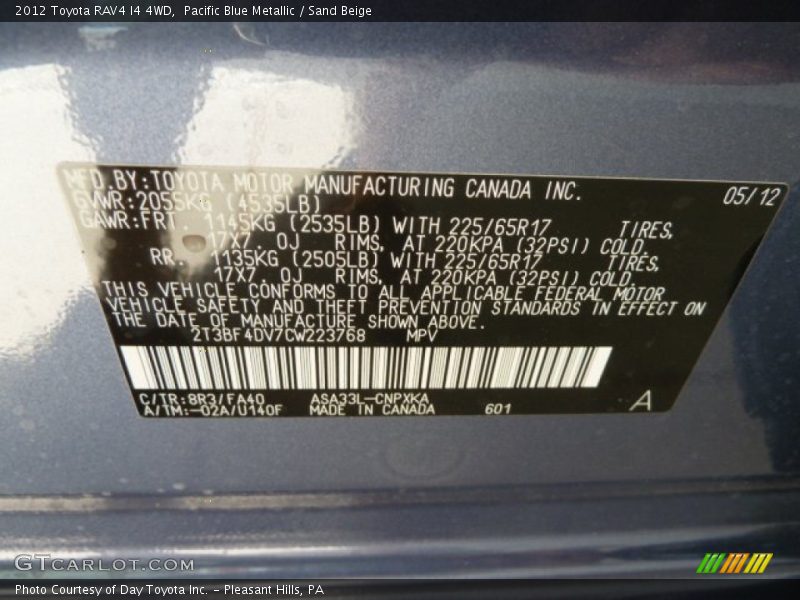 2012 Toyota RAV4 I4 4WD,  Pacific Blue Metallic / Sand Beige
MFD.BY:TOYOTA MOTOR MANUFACTURING CANADA INC. 05/12
GVWR:2055KG (4535LB)
GAWR:FRT. 1145KG (2535LB) WITH 225/65R17 TIRES,
17X7. OJ RIMS, AT 220KPA (32PSI) COLD.
RR. 1135KG (2505LB) WITH 225/65R17 TIRES,
17X7 OJ RIMS, AT 220KPA (32PSI) COLD.
THIS VEHICLE CONFORMS TO ALL APPLICABLE FEDERAL MOTOR
VEHICLE SAFETY AND THEFT PREVENTION STANDARDS IN EFFECT ON
THE DATE OF MANUFACTURE SHOWN ABOVE.
2T3BF4DV7CW223768 MPV
C/TR:8R3/FA40 ASA33L-CNPXKA
A/TM:-02A/U140F MADE IN CANADA 601 A
GTCARLOT.COM
Photo Courtesy of Day Toyota Inc. - Pleasant Hills, PA